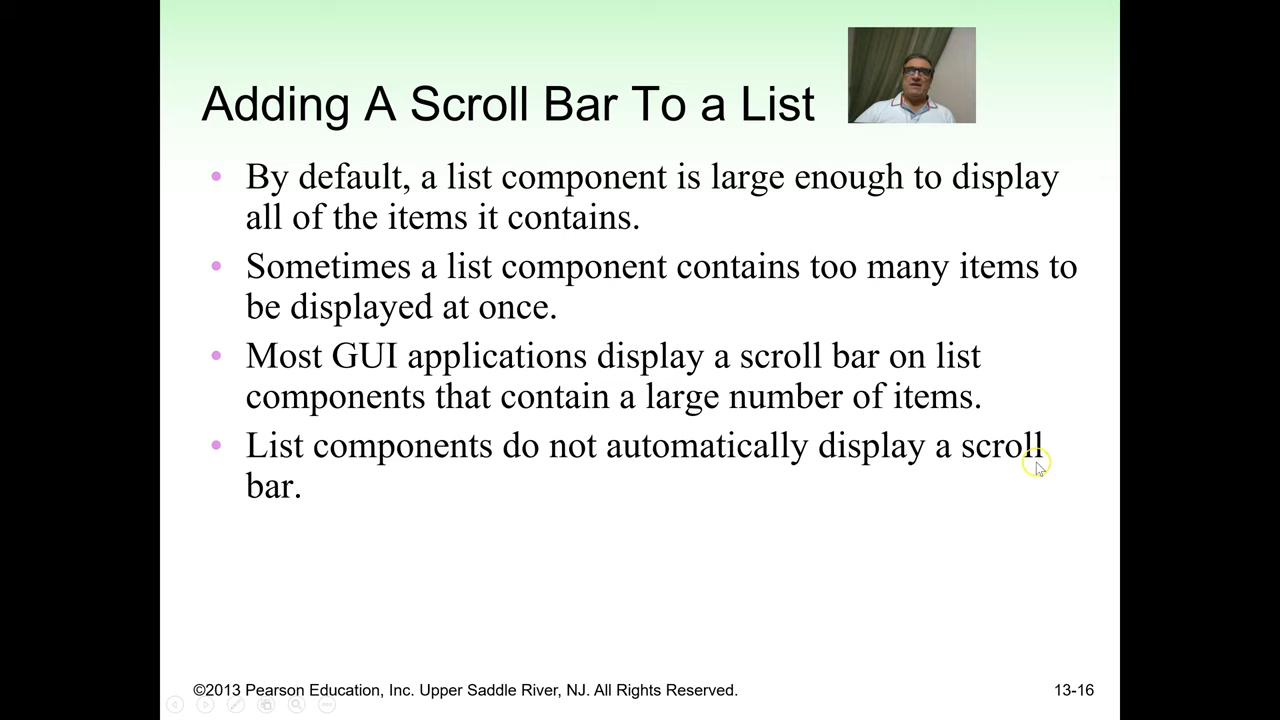 Adding A Scroll Bar To a List
• By default, a list component is large enough to display
all of the items it contains.
• Sometimes a list component contains too many items to
be displayed at once.
• Most GUI applications display a scroll bar on list
components that contain a large number of items.
• List components do not automatically display a scroll
bar.
©2013 Pearson Education, Inc. Upper Saddle River, NJ. All Rights Reserved.
13-16